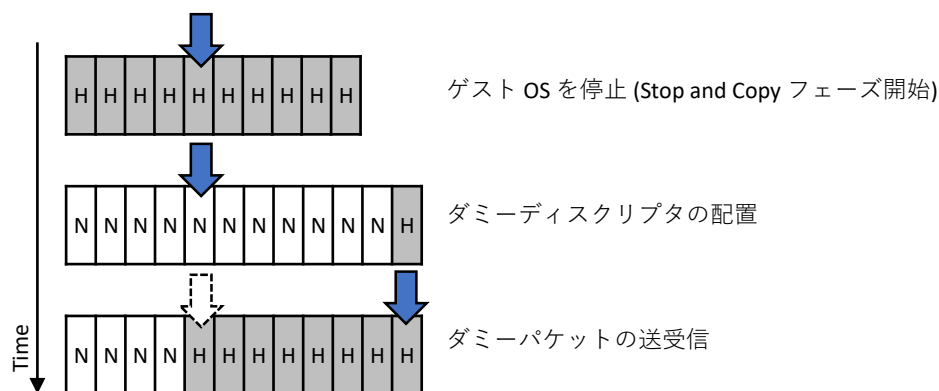 H H H H H H H H H H
ゲスト OS を停止 (Stop and Copy フェーズ開始)
N N N N N N N N N N N H
ダミーディスクリプタの配置
N N N N H H H H H H H H
ダミーパケットの送受信
Time